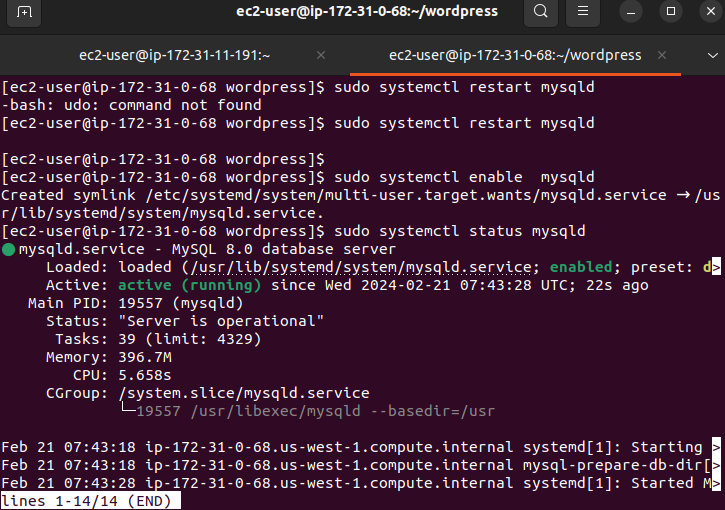 ec2-user@ip-172-31-0-68:~/wordpress
ec2-user@ip-172-31-11-191:~
ec2-user@ip-172-31-0-68:~/wordpress
[ec2-user@ip-172-31-0-68 wordpress]$ sudo systemctl restart mysqld
-bash: udo: command not found
[ec2-user@ip-172-31-0-68 wordpress]$ sudo systemctl restart mysqld
[ec2-user@ip-172-31-0-68 wordpress]$
[ec2-user@ip-172-31-0-68 wordpress]$ sudo systemctl enable  mysqld
Created symlink /etc/systemd/system/multi-user.target.wants/mysqld.service → /us
r/lib/systemd/system/mysqld.service.
[ec2-user@ip-172-31-0-68 wordpress]$ sudo systemctl status mysqld
● mysqld.service - MySQL 8.0 database server
Loaded: loaded (/usr/lib/systemd/system/mysqld.service; enabled; preset: d>
Active: active (running) since Wed 2024-02-21 07:43:28 UTC; 22s ago
Main PID: 19557 (mysqld)
Status: "Server is operational"
Tasks: 39 (limit: 4329)
Memory: 396.7M
CPU: 5.658s
CGroup: /system.slice/mysqld.service
└─19557 /usr/libexec/mysqld --basedir=/usr
Feb 21 07:43:18 ip-172-31-0-68.us-west-1.compute.internal systemd[1]: Starting >
Feb 21 07:43:18 ip-172-31-0-68.us-west-1.compute.internal mysql-prepare-db-dir[>
Feb 21 07:43:28 ip-172-31-0-68.us-west-1.compute.internal systemd[1]: Started M>
lines 1-14/14 (END)